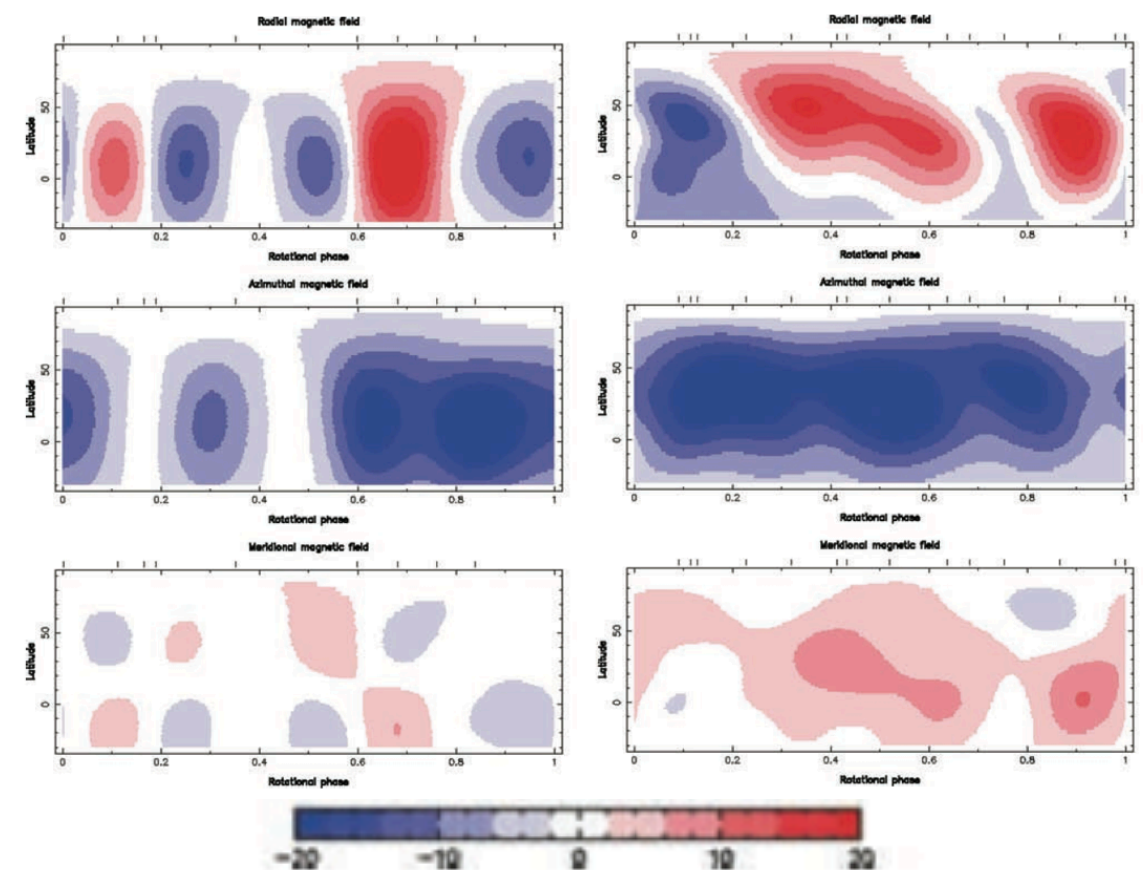 Radial magnetic field
Radial magnetic field
Latitude
50
0
Latitude
50
0
0 0.2 0.4 0.6 0.8 1
0 0.2 0.4 0.6 0.8 1
Rotational phase
Rotational phase
Azimuthal magnetic field
Azimuthal magnetic field
Latitude
50
0
Latitude
50
0
0 0.2 0.4 0.6 0.8 1
0 0.2 0.4 0.6 0.8 1
Rotational phase
Rotational phase
Meridional magnetic field
Meridional magnetic field
Latitude
50
0
Latitude
50
0
0 0.2 0.4 0.6 0.8 1
0 0.2 0.4 0.6 0.8 1
Rotational phase
Rotational phase
-20 -10 0 10 20